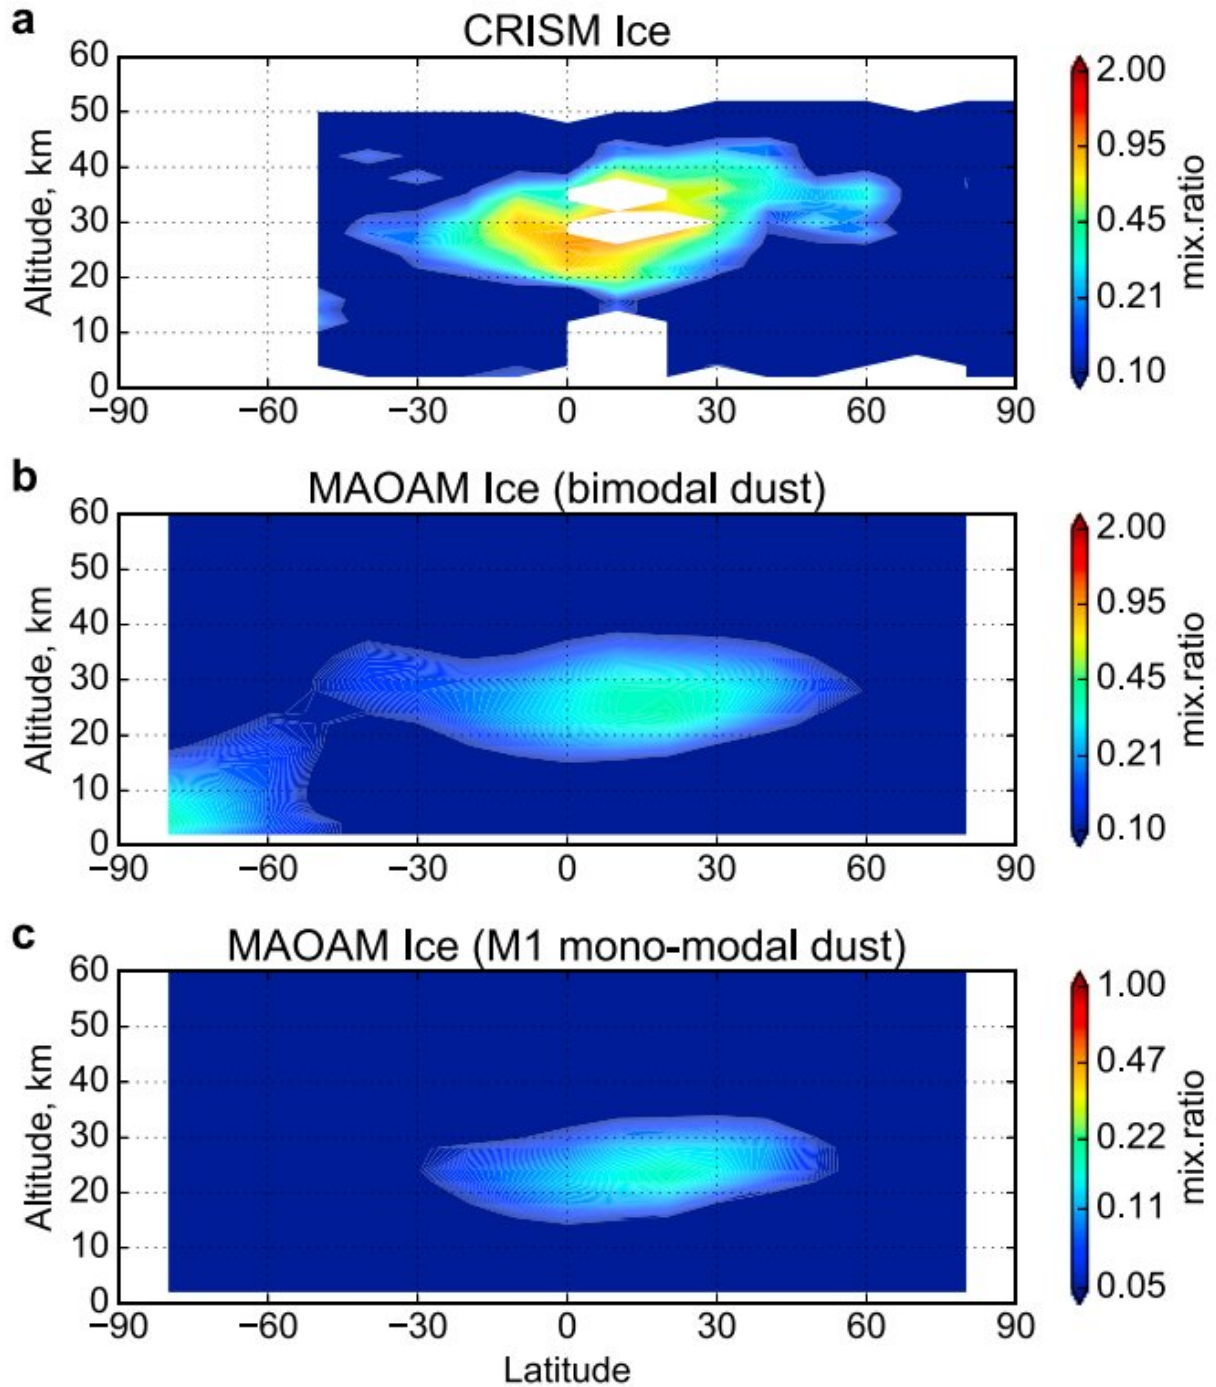 a
CRISM Ice
60
50
40
30
20
10
0
Altitude, km
−90 −60 −30 0 30 60 90
2.00
0.95
0.45
0.21
0.10
mix.ratio
b
MAOAM Ice (bimodal dust)
60
50
40
30
20
10
0
Altitude, km
−90 −60 −30 0 30 60 90
2.00
0.95
0.45
0.21
0.10
mix.ratio
c
MAOAM Ice (M1 mono-modal dust)
60
50
40
30
20
10
0
Altitude, km
−90 −60 −30 0 30 60 90
Latitude
1.00
0.47
0.22
0.11
0.05
mix.ratio